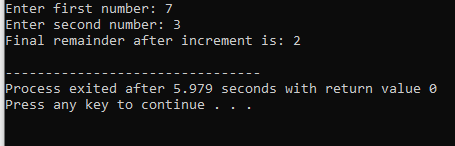 Enter first number: 7
Enter second number: 3
Final remainder after increment is: 2
--------------------------------
Process exited after 5.979 seconds with return value 0
Press any key to continue . . .